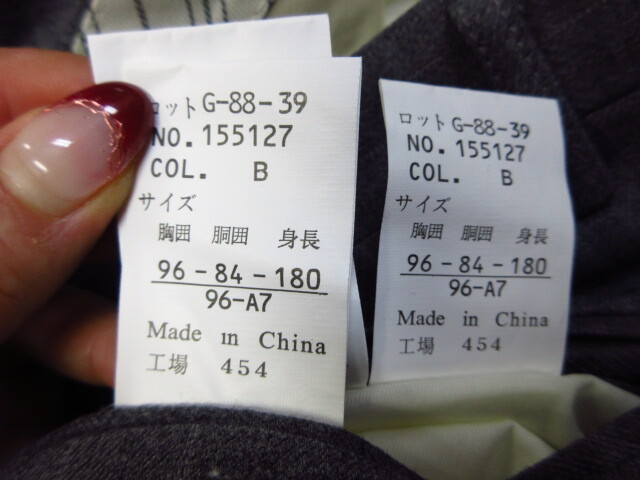 ロット G-88-39
NO. 155127
COL. B
サイズ
胸囲 胴囲 身長
96-84-180
96-A7
Made in China
工場 454
ロット G-88-39
NO. 155127
COL. B
サイズ
胸囲 胴囲 身長
96-84-180
96-A7
Made in China
工場 454